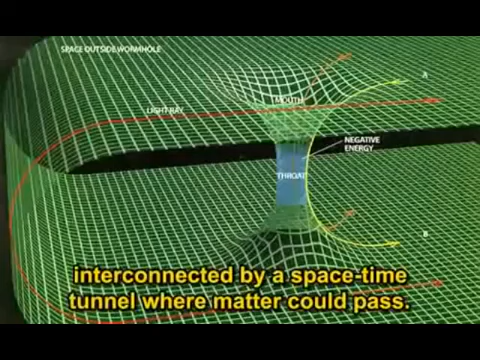 SPACE OUTSIDE WORMHOLE
A
MOUTH
LIGHT RAY
NEGATIVE
ENERGY
THROAT
B
interconnected by a space-time
tunnel where matter could pass.